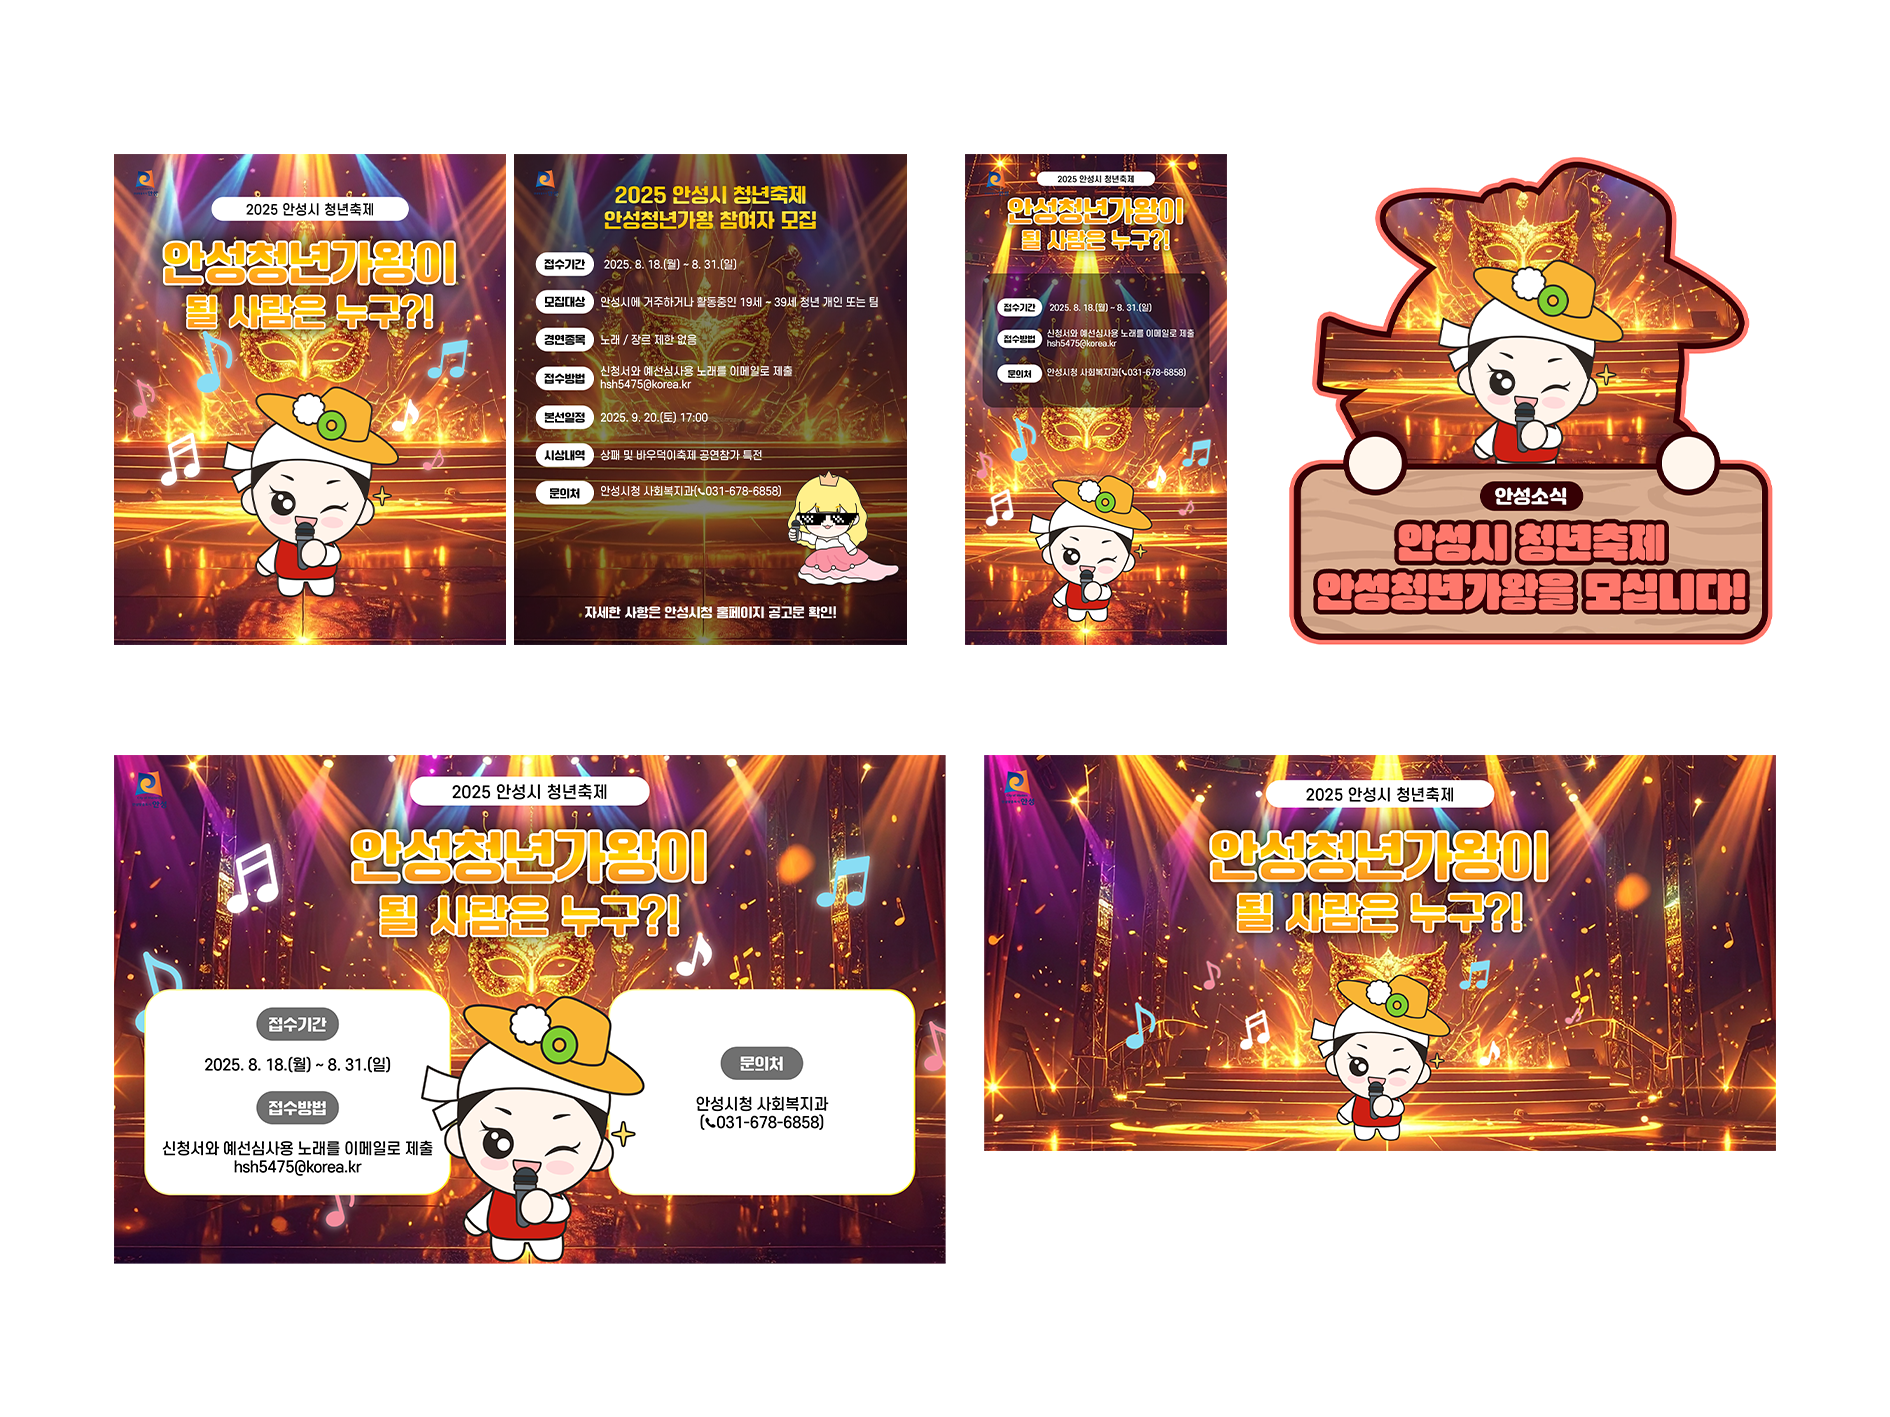 2025 안성시 청년축제
안성청년가왕이
될 사람은 누구?!
2025 안성시 청년축제
안성청년가왕 참여자 모집
접수기간 2025. 8. 18.(월) ~ 8. 31.(일)
모집대상 안성시에 거주하거나 활동중인 19세 ~ 39세 청년 개인 또는 팀
경연종목 노래 / 장르 제한 없음
접수방법 신청서와 예선심사용 노래를 이메일로 제출
hsh5475@korea.kr
본선일정 2025. 9. 20.(토) 17:00
시상내역 상패 및 바우덕이축제 공연참가 특전
문의처 안성시청 사회복지과(📞031-678-6858)
자세한 사항은 안성시청 홈페이지 공고문 확인!
2025 안성시 청년축제
안성청년가왕이
될 사람은 누구?!
접수기간 2025. 8. 18.(월) ~ 8. 31.(일)
접수방법 신청서와 예선심사용 노래를 이메일로 제출
hsh5475@korea.kr
문의처 안성시청 사회복지과(📞031-678-6858)
안성소식
안성시 청년축제
안성청년가왕을 모십니다!
2025 안성시 청년축제
안성청년가왕이
될 사람은 누구?!
접수기간
2025. 8. 18.(월) ~ 8. 31.(일)
접수방법
신청서와 예선심사용 노래를 이메일로 제출
hsh5475@korea.kr
문의처
안성시청 사회복지과
(📞031-678-6858)
2025 안성시 청년축제
안성청년가왕이
될 사람은 누구?!